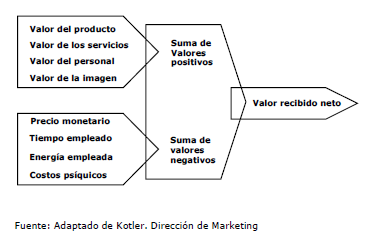 Valor del producto
Valor de los servicios
Valor del personal
Valor de la imagen
Suma de
Valores
positivos
Valor recibido neto
Precio monetario
Tiempo empleado
Energía empleada
Costos psíquicos
Suma de
valores
negativos
Fuente: Adaptado de Kotler. Dirección de Marketing